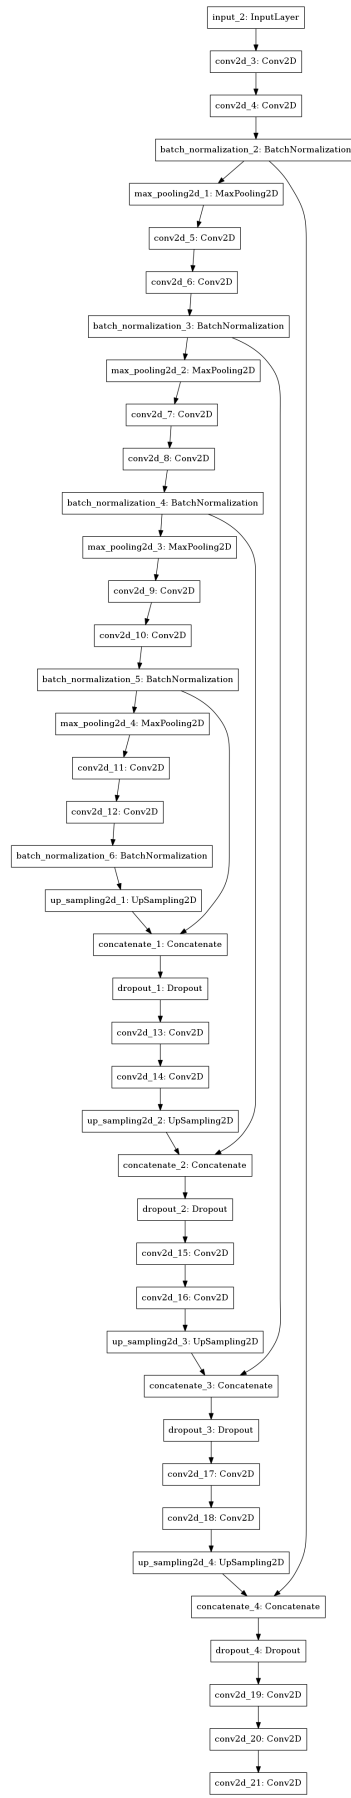 input_2: InputLayer
conv2d_3: Conv2D
conv2d_4: Conv2D
batch_normalization_2: BatchNormalization
max_pooling2d_1: MaxPooling2D
conv2d_5: Conv2D
conv2d_6: Conv2D
batch_normalization_3: BatchNormalization
max_pooling2d_2: MaxPooling2D
conv2d_7: Conv2D
conv2d_8: Conv2D
batch_normalization_4: BatchNormalization
max_pooling2d_3: MaxPooling2D
conv2d_9: Conv2D
conv2d_10: Conv2D
batch_normalization_5: BatchNormalization
max_pooling2d_4: MaxPooling2D
conv2d_11: Conv2D
conv2d_12: Conv2D
batch_normalization_6: BatchNormalization
up_sampling2d_1: UpSampling2D
concatenate_1: Concatenate
dropout_1: Dropout
conv2d_13: Conv2D
conv2d_14: Conv2D
up_sampling2d_2: UpSampling2D
concatenate_2: Concatenate
dropout_2: Dropout
conv2d_15: Conv2D
conv2d_16: Conv2D
up_sampling2d_3: UpSampling2D
concatenate_3: Concatenate
dropout_3: Dropout
conv2d_17: Conv2D
conv2d_18: Conv2D
up_sampling2d_4: UpSampling2D
concatenate_4: Concatenate
dropout_4: Dropout
conv2d_19: Conv2D
conv2d_20: Conv2D
conv2d_21: Conv2D